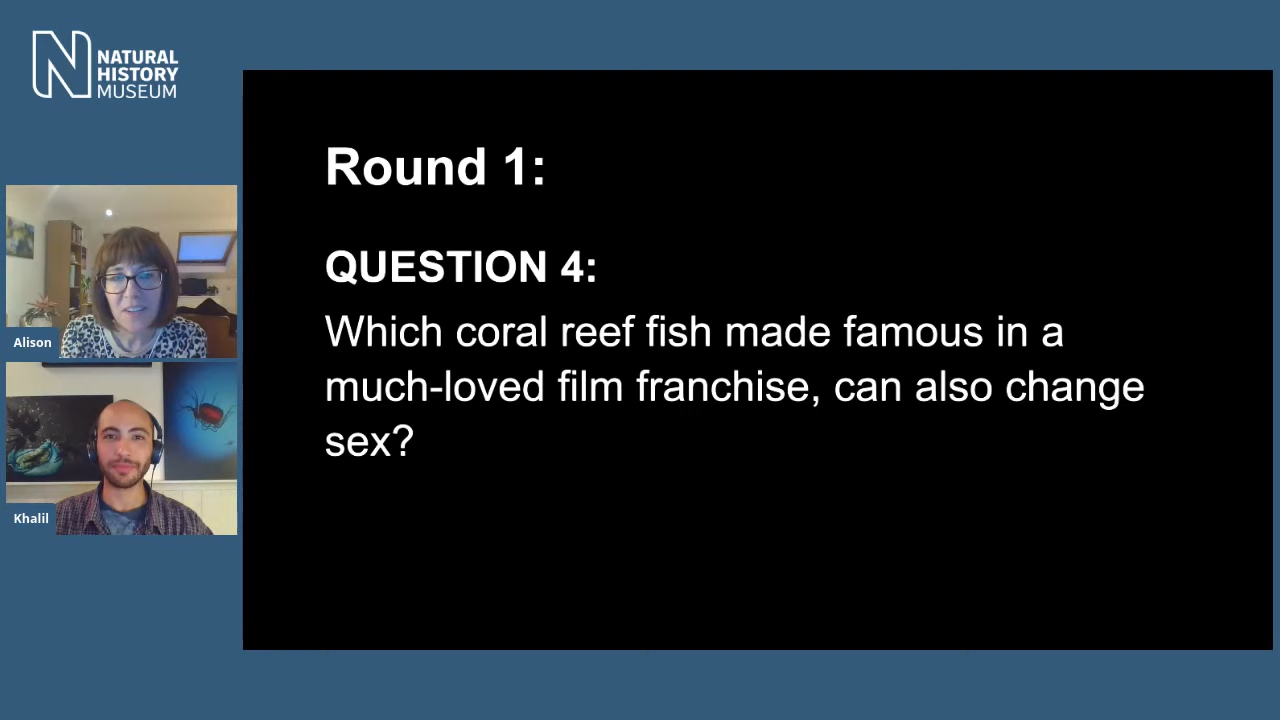 NATURAL
HISTORY
MUSEUM
Round 1:
QUESTION 4:
Which coral reef fish made famous in a
much-loved film franchise, can also change
sex?
Alison
Khalil